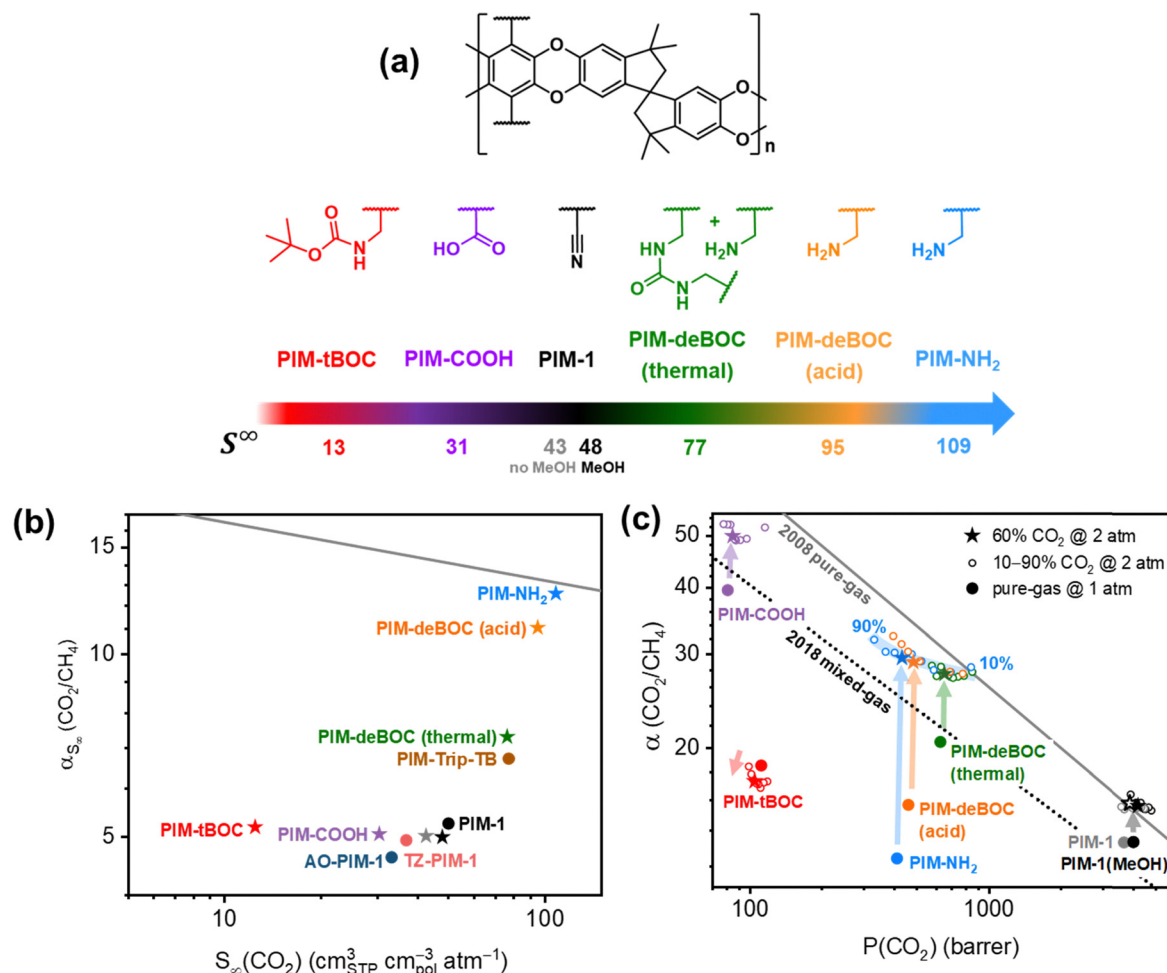 (a)
O
O
O
O
n
O
O
N
H
HO
O
N
+
HN
H₂N
O
N
H
H₂N
H₂N
PIM-tBOC
PIM-COOH
PIM-1
PIM-deBOC
(thermal)
PIM-deBOC
(acid)
PIM-NH₂
S∞
13
31
43
48
77
95
109
no MeOH
MeOH
(b)
15
10
5
α_S∞ (CO₂/CH₄)
PIM-NH₂
PIM-deBOC (acid)
PIM-deBOC (thermal)
PIM-Trip-TB
PIM-tBOC
PIM-COOH
PIM-1
AO-PIM-1
TZ-PIM-1
10
100
S∞(CO₂) (cm³STP cm⁻³pol atm⁻¹)
(c)
50
40
30
20
α (CO₂/CH₄)
60% CO₂ @ 2 atm
10–90% CO₂ @ 2 atm
pure-gas @ 1 atm
2008 pure-gas
PIM-COOH
90%
10%
2018 mixed-gas
PIM-deBOC
(thermal)
PIM-tBOC
PIM-deBOC
(acid)
PIM-NH₂
PIM-1
PIM-1(MeOH)
100
1000
P(CO₂) (barrer)